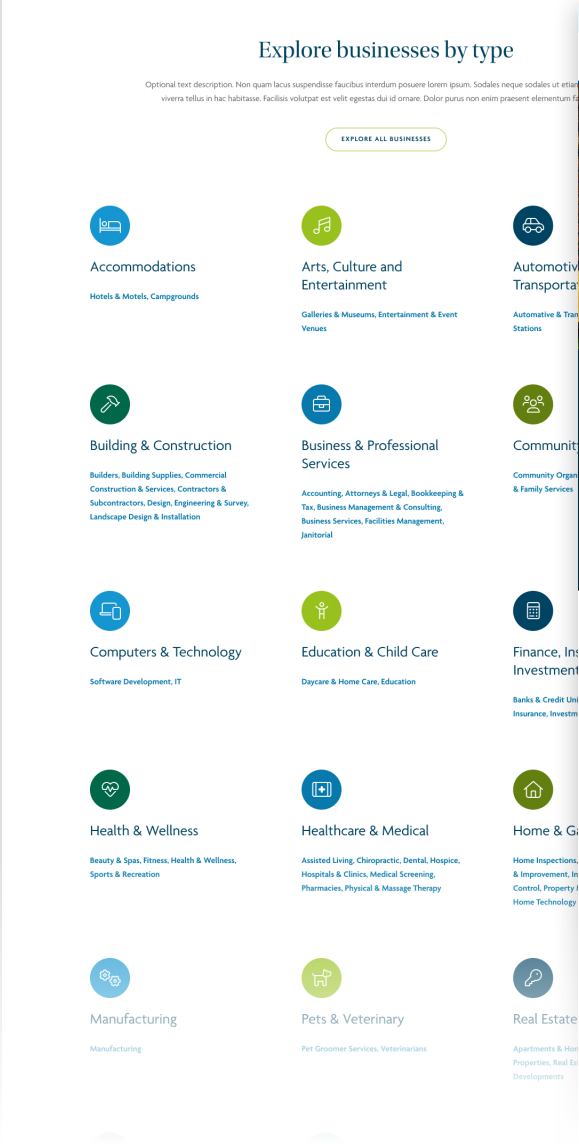 Explore businesses by type
Optional text description. Non quam lacus suspendisse faucibus interdum posuere lorem ipsum. Sodales neque sodales ut
viverra tellus in hac habitasse. Facilisis volutpat est velit egestas dui id ornare. Dolor purus non enim praesent elementum
EXPLORE ALL BUSINESSES
Accommodations
Hotels & Motels, Campgrounds
Arts, Culture and
Entertainment
Galleries & Museums, Entertainment & Event
Venues
Automotiv
Transporta
Automative & Tran
Stations
Building & Construction
Builders, Building Supplies, Commercial
Construction & Services, Contractors &
Subcontractors, Design, Engineering & Survey,
Landscape Design & Installation
Business & Professional
Services
Accounting, Attorneys & Legal, Bookkeeping &
Tax, Business Management & Consulting,
Business Services, Facilities Management,
Janitorial
Community
Community Organ
& Family Services
Computers & Technology
Software Development, IT
Education & Child Care
Daycare & Home Care, Education
Finance, Ins
Investment
Banks & Credit Uni
Insurance, Investm
Health & Wellness
Beauty & Spas, Fitness, Health & Wellness,
Sports & Recreation
Healthcare & Medical
Assisted Living, Chiropractic, Dental, Hospice,
Hospitals & Clinics, Medical Screening,
Pharmacies, Physical & Massage Therapy
Home & Ga
Home Inspections,
& Improvement, In
Control, Property
Home Technology
Manufacturing
Manufacturing
Pets & Veterinary
Pet Groomer Services, Veterinarians
Real Estate
Apartments & Hom
Properties, Real Es
Developments